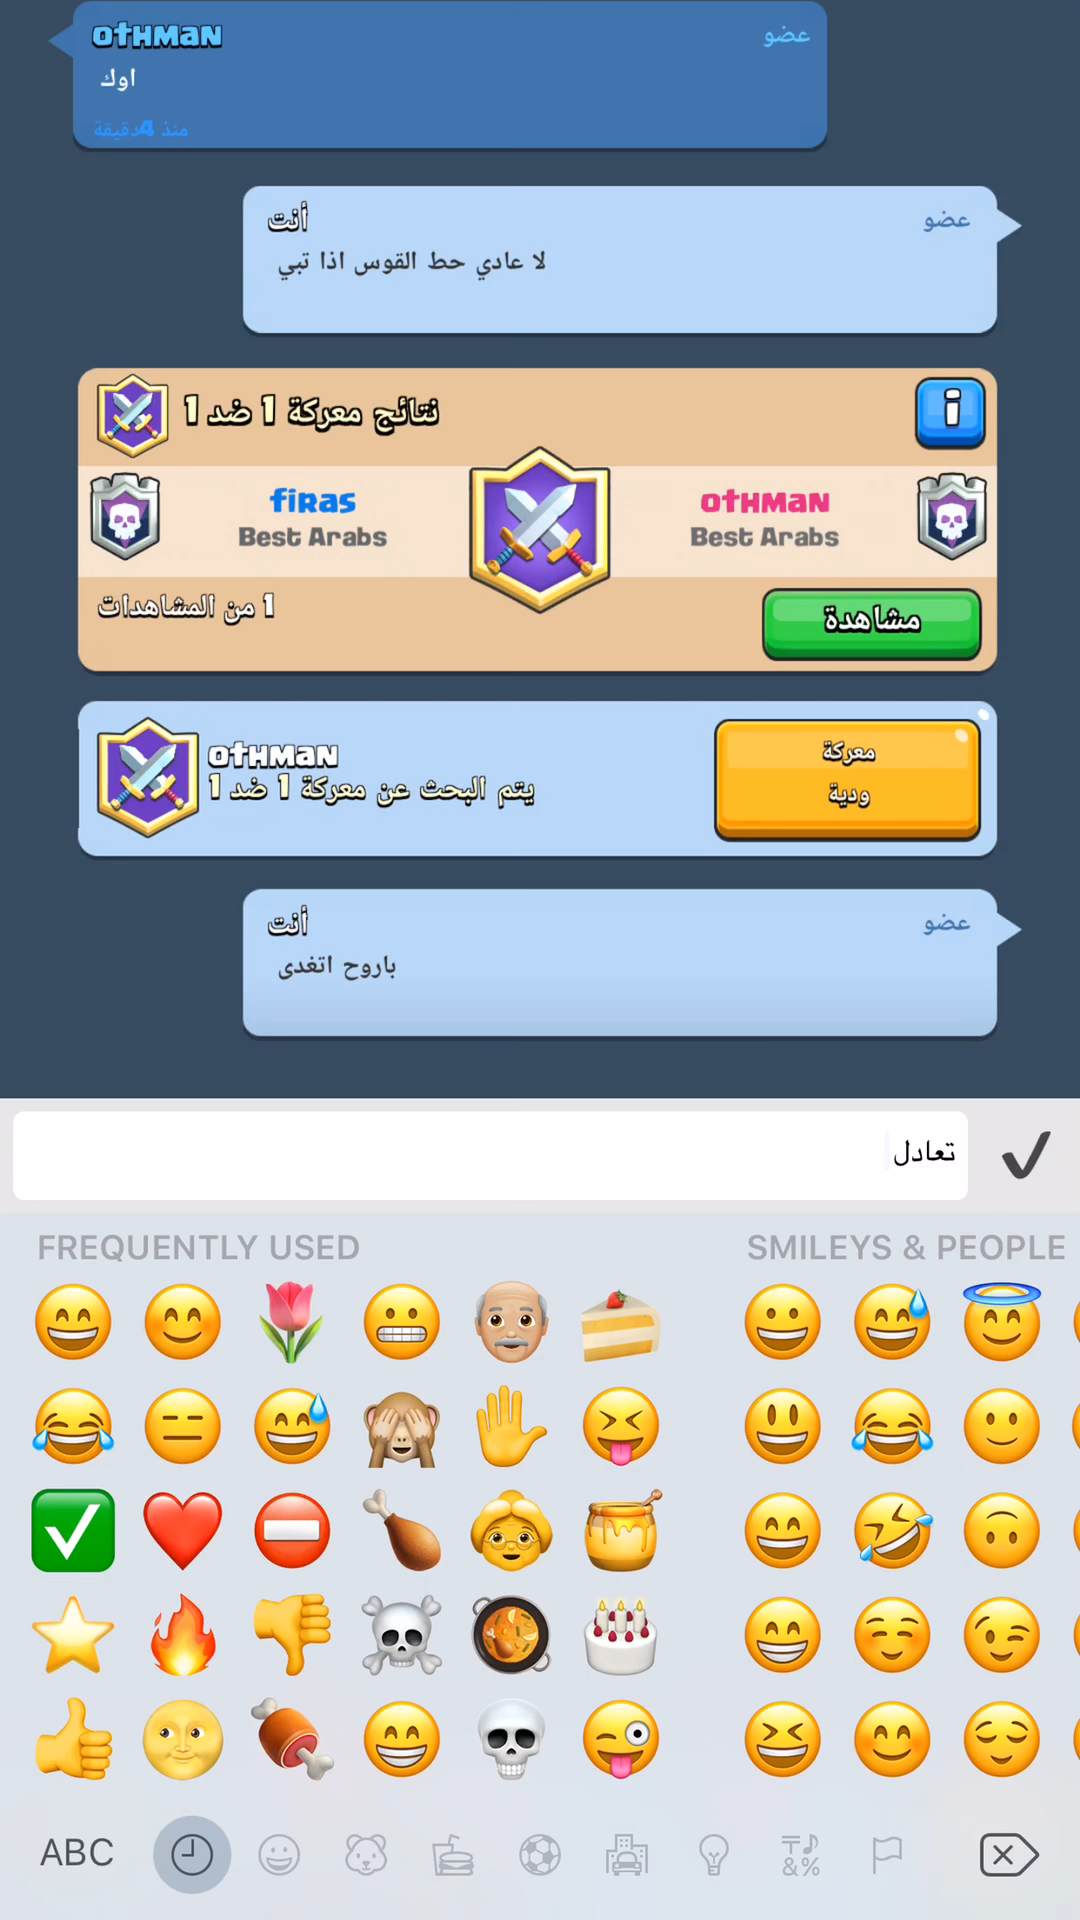 OTHMAN
عضو
اوك
منذ 4دقيقة
أنت
عضو
لا عادي حط القوس اذا تبي
نتائج معركة 1 ضد 1
i
firas
Best Arabs
OTHMAN
Best Arabs
1 من المشاهدات
مشاهدة
OTHMAN
يتم البحث عن معركة 1 ضد 1
معركة
ودية
أنت
عضو
باروح اتغدى
تعادل
FREQUENTLY USED
SMILEYS & PEOPLE
ABC
&%